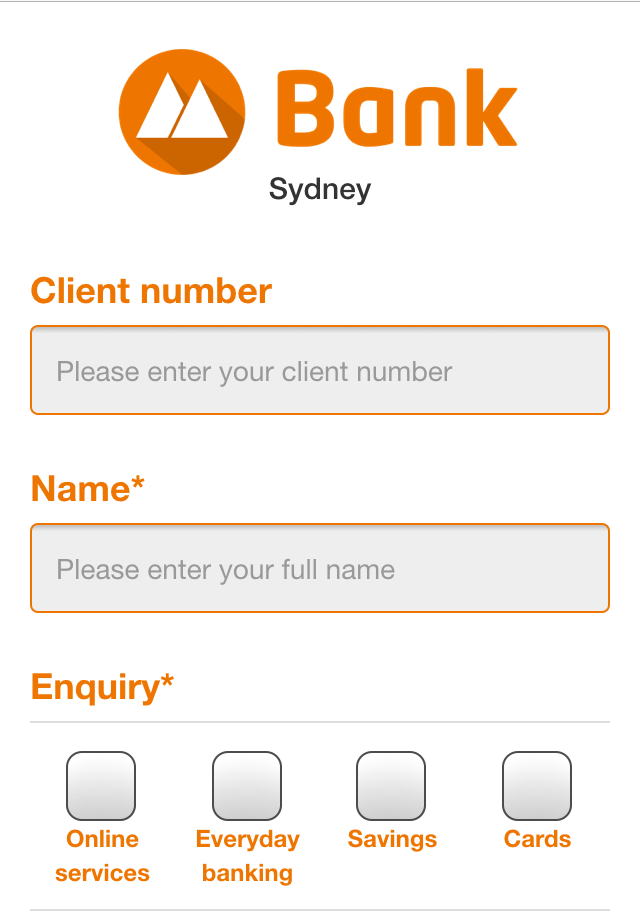 Bank
Sydney
Client number
Please enter your client number
Name*
Please enter your full name
Enquiry*
Online services
Everyday banking
Savings
Cards